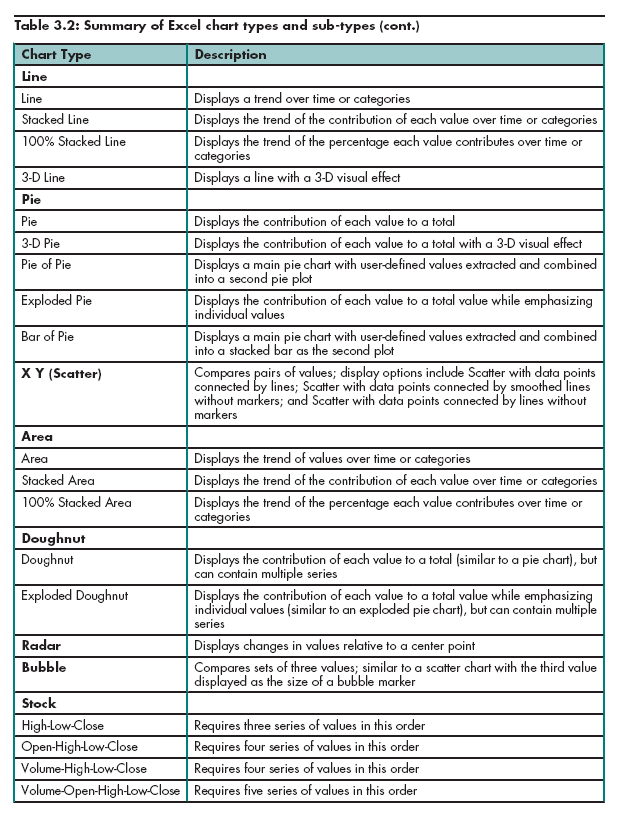 Table 3.2: Summary of Excel chart types and sub-types (cont.)
Chart Type Description
Line
Line Displays a trend over time or categories
Stacked Line Displays the trend of the contribution of each value over time or categories
100% Stacked Line Displays the trend of the percentage each value contributes over time or
categories
3-D Line Displays a line with a 3-D visual effect
Pie
Pie Displays the contribution of each value to a total
3-D Pie Displays the contribution of each value to a total with a 3-D visual effect
Pie of Pie Displays a main pie chart with user-defined values extracted and combined
into a second pie plot
Exploded Pie Displays the contribution of each value to a total value while emphasizing
individual values
Bar of Pie Displays a main pie chart with user-defined values extracted and combined
into a stacked bar as the second plot
X Y (Scatter) Compares pairs of values; display options include Scatter with data points
connected by lines; Scatter with data points connected by smoothed lines
without markers; and Scatter with data points connected by lines without
markers
Area
Area Displays the trend of values over time or categories
Stacked Area Displays the trend of the contribution of each value over time or categories
100% Stacked Area Displays the trend of the percentage each value contributes over time or
categories
Doughnut
Doughnut Displays the contribution of each value to a total (similar to a pie chart), but
can contain multiple series
Exploded Doughnut Displays the contribution of each value to a total value while emphasizing
individual values (similar to an exploded pie chart), but can contain multiple
series
Radar Displays changes in values relative to a center point
Bubble Compares sets of three values; similar to a scatter chart with the third value
displayed as the size of a bubble marker
Stock
High-Low-Close Requires three series of values in this order
Open-High-Low-Close Requires four series of values in this order
Volume-High-Low-Close Requires four series of values in this order
Volume-Open-High-Low-Close Requires five series of values in this order